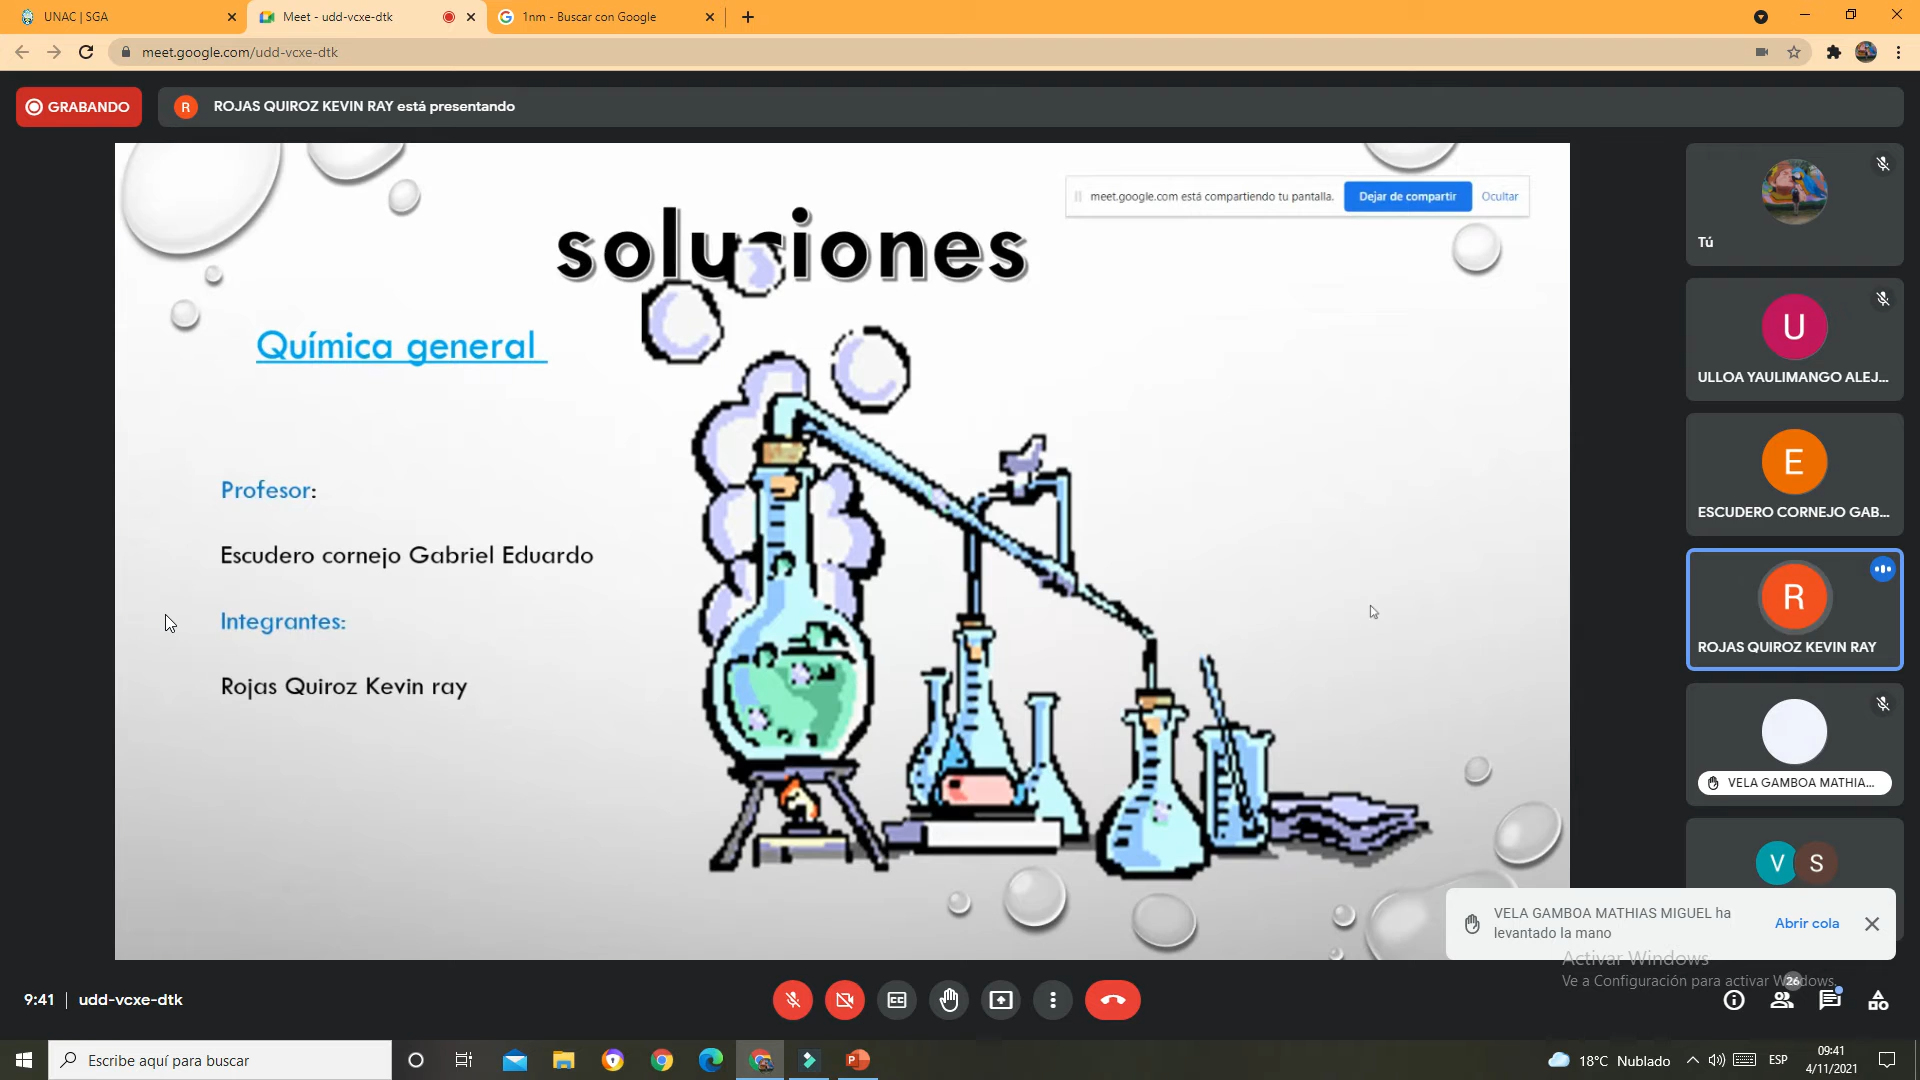 UNAC | SGA
Meet - udd-vcxe-dtk
1nm - Buscar con Google
meet.google.com/udd-vcxe-dtk
GRABANDO
R
ROJAS QUIROZ KEVIN RAY está presentando
meet.google.com está compartiendo tu pantalla.
Dejar de compartir
Ocultar
soluciones
Química general
Profesor:
Escudero cornejo Gabriel Eduardo
Integrantes:
Rojas Quiroz Kevin ray
Tú
U
ULLOA YAULIMANGO ALEJ...
E
ESCUDERO CORNEJO GAB...
R
ROJAS QUIROZ KEVIN RAY
VELA GAMBOA MATHIA...
V S
VELA GAMBOA MATHIAS MIGUEL ha
levantado la mano
Abrir cola
Activar Windows
Ve a Configuración para activar Windows.
26
9:41 | udd-vcxe-dtk
Escribe aquí para buscar
18°C Nublado
ESP
09:41
4/11/2021